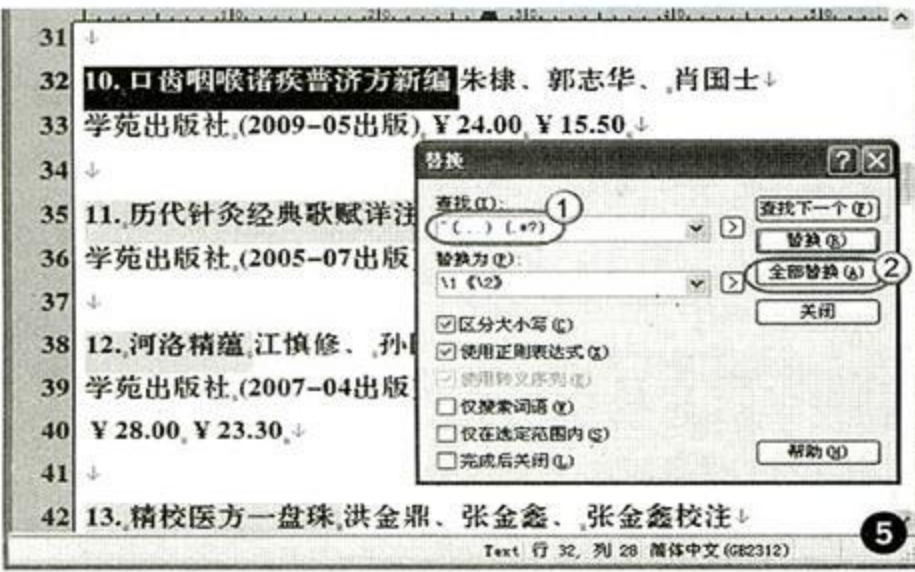 31 ↓
32 10. 口齿咽喉诸疾普济方新编 朱棣、郭志华、肖国士↓
33 学苑出版社 (2009-05出版) ¥ 24.00 ¥ 15.50 ↓
34 ↓
35 11. 历代针灸经典歌赋详注
36 学苑出版社 (2005-07出版
37 ↓
38 12. 河洛精蕴 江慎修、孙
39 学苑出版社 (2007-04出版
40 ¥ 28.00 ¥ 23.30 ↓
41 ↓
42 13. 精校医方一盘珠 洪金鼎、张金鑫、张金鑫校注↓
替换
查找(I):
^(...) (.*?)
①
替换为(P):
\1 《\2》
查找下一个(F)
替换(R)
全部替换(A)
②
关闭
区分大小写(C)
使用正则表达式(X)
使用转义序列(E)
仅搜索词语(W)
仅在选定范围内(S)
完成后关闭(L)
帮助(H)
Text 行 32, 列 28 简体中文(GB2312)
5